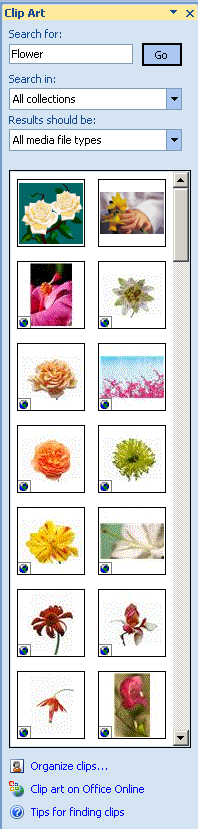 Clip Art
Search for:
Flower
Go
Search in:
All collections
Results should be:
All media file types
Organize clips...
Clip art on Office Online
Tips for finding clips